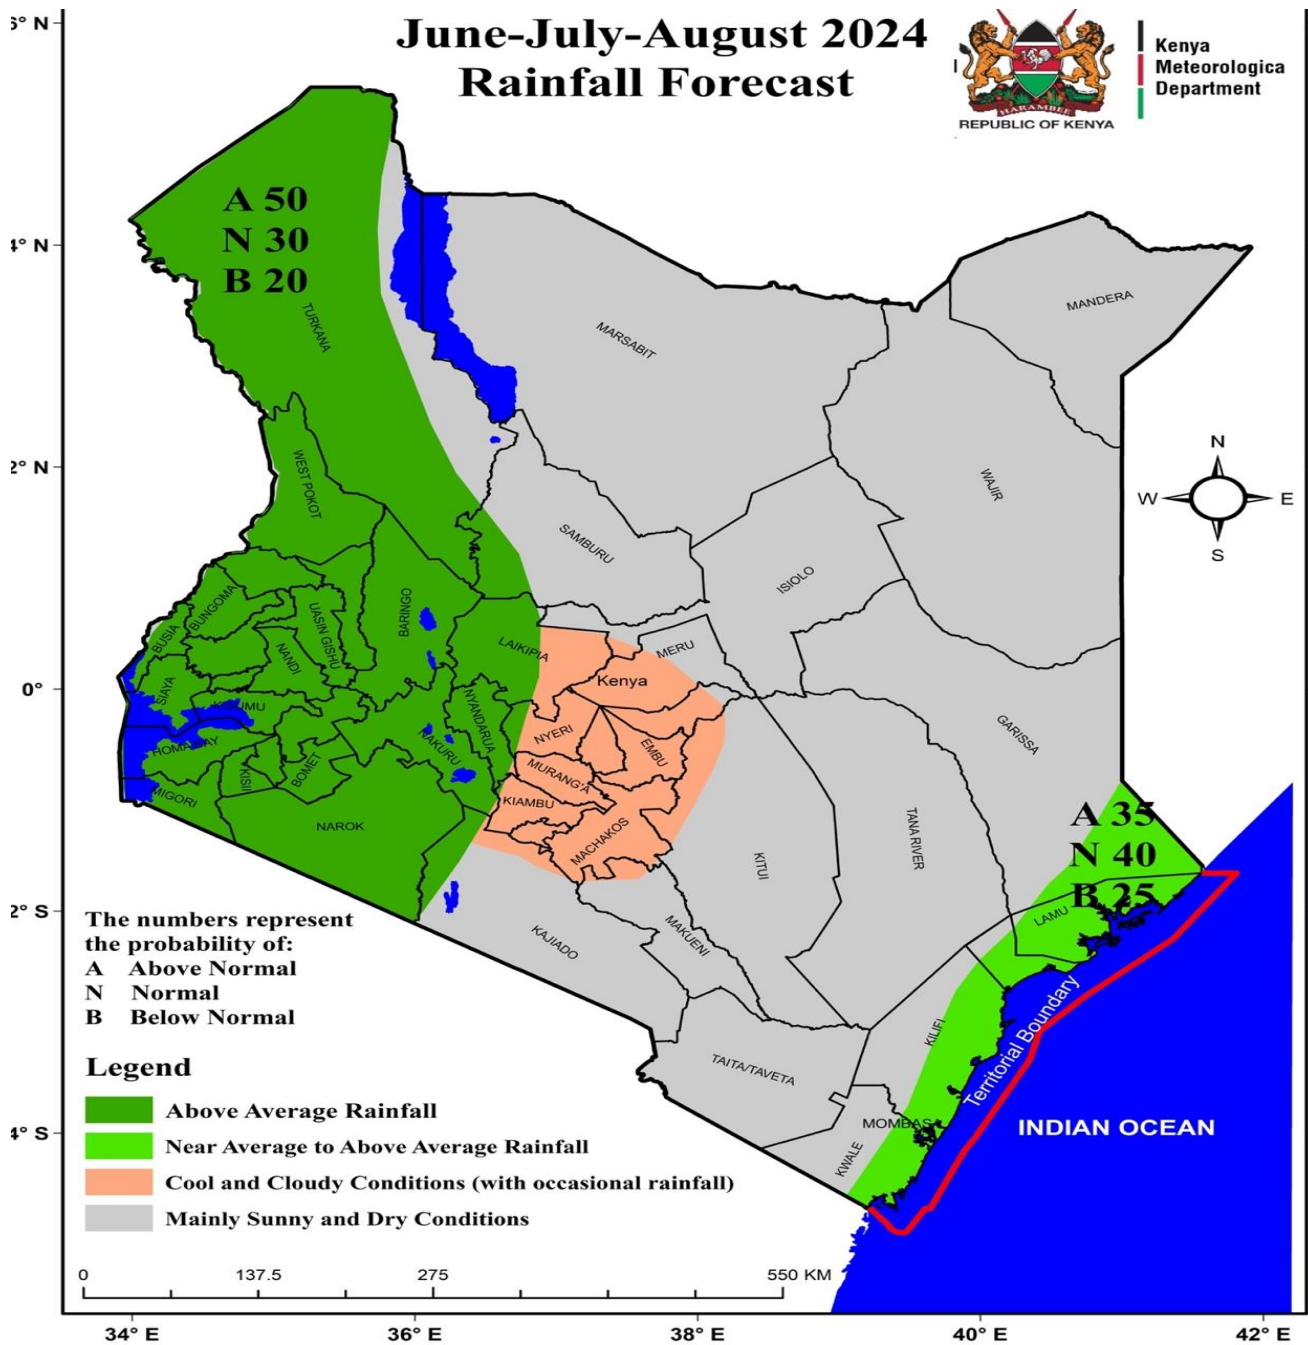 June-July-August 2024
Rainfall Forecast
Kenya
Meteorologica
Department
HARAMBEE
REPUBLIC OF KENYA
6° N
4° N
2° N
0°
2° S
4° S
A 50
N 30
B 20
TURKANA
MARSABIT
MANDERA
WEST POKOT
SAMBURU
WAJIR
ISIOLO
BUNGOMA
BUSIA
UASIN GISHU
BARINGO
NANDI
LAIKIPIA
MERU
Kenya
SIAYA
KISUMU
NYANDARUA
NYERI
EMBU
GARISSA
HOMA BAY
NAKURU
KISII
BOMET
MURANG'A
MIGORI
KIAMBU
NAROK
MACHAKOS
KITUI
TANA RIVER
A 35
N 40
B 25
LAMU
KAJIADO
MAKUENI
KILIFI
TAITA/TAVETA
MOMBASA
KWALE
Territorial Boundary
INDIAN OCEAN
N
W
E
S
The numbers represent
the probability of:
A Above Normal
N Normal
B Below Normal
Legend
Above Average Rainfall
Near Average to Above Average Rainfall
Cool and Cloudy Conditions (with occasional rainfall)
Mainly Sunny and Dry Conditions
0 137.5 275 550 KM
34° E 36° E 38° E 40° E 42° E